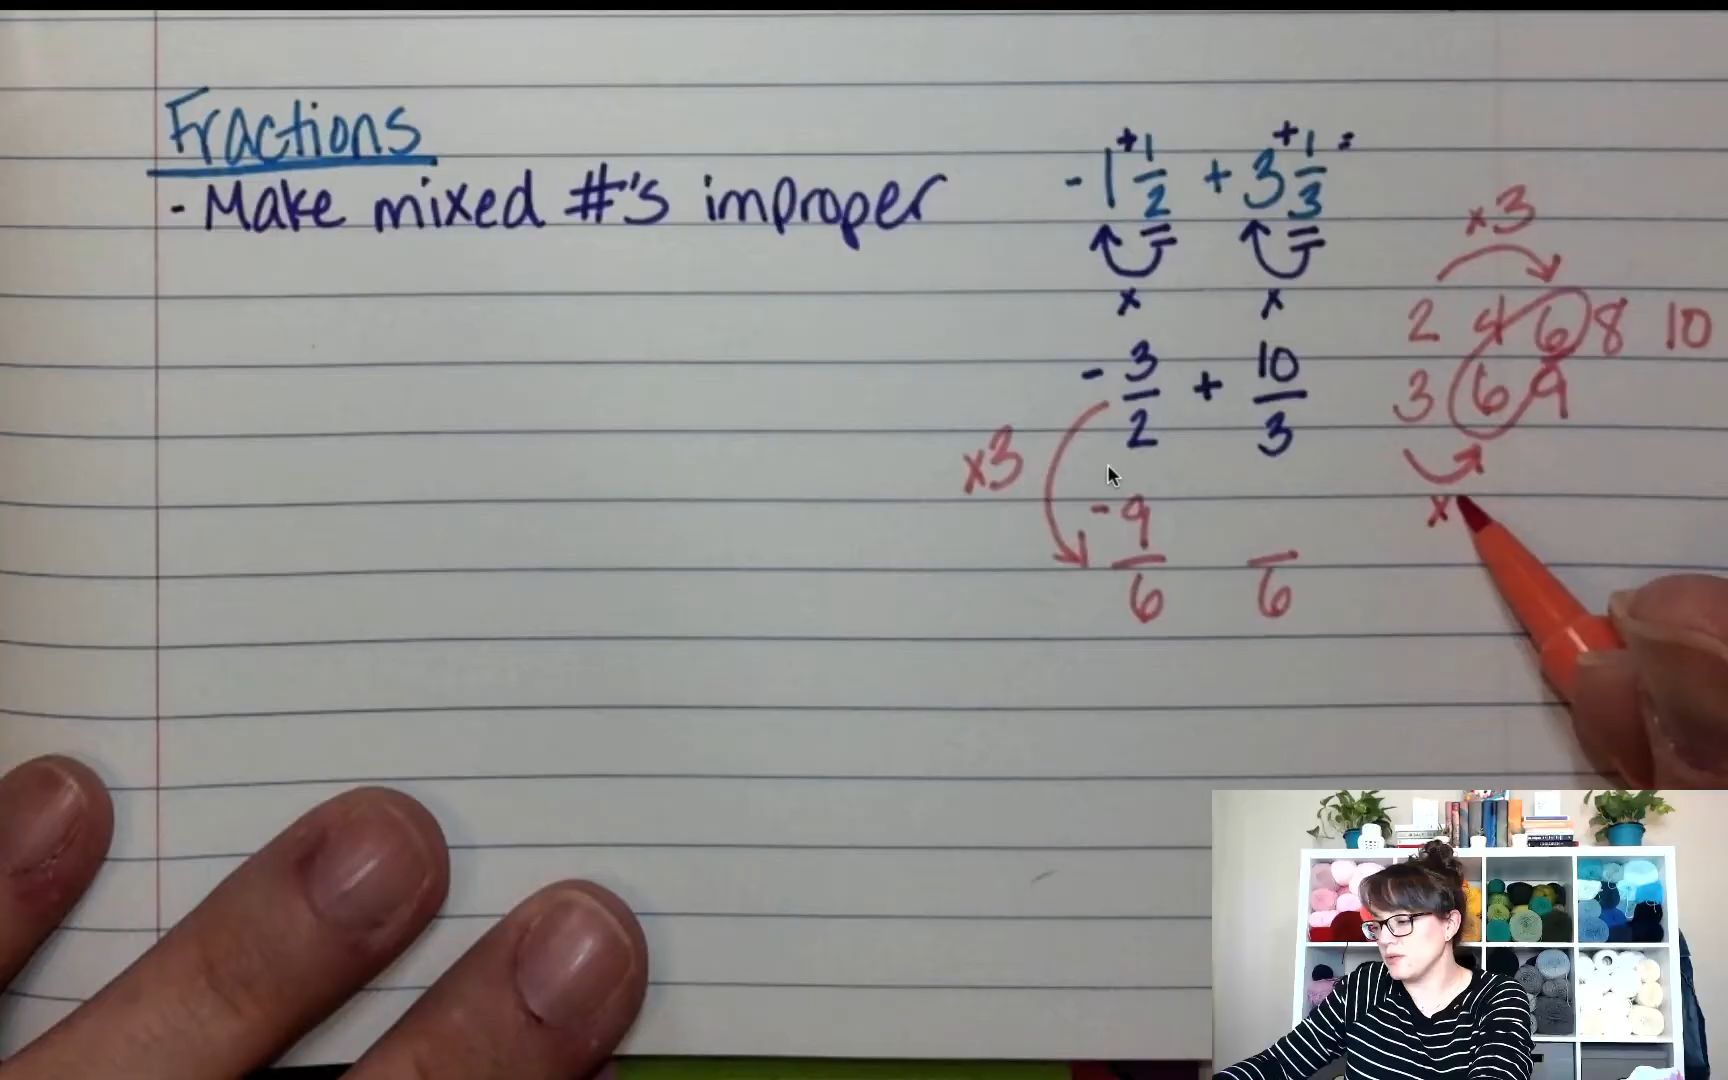 Fractions
- Make mixed #'s improper
+ +
-1 1/2 + 3 1/3 =
x x
x3
2 4 6 8 10
3 6 9
x
- 3/2 + 10/3
x3
- 9/6 /6